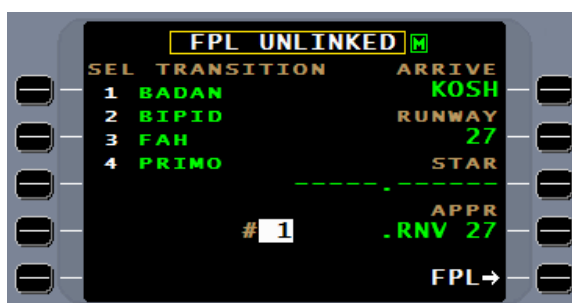 FPL UNLINKED M
SEL TRANSITION ARRIVE
1 BADAN KOSH
2 BIPID RUNWAY
3 FAH 27
4 PRIMO STAR
-----.------
APPR
# 1 .RNV 27
FPL→